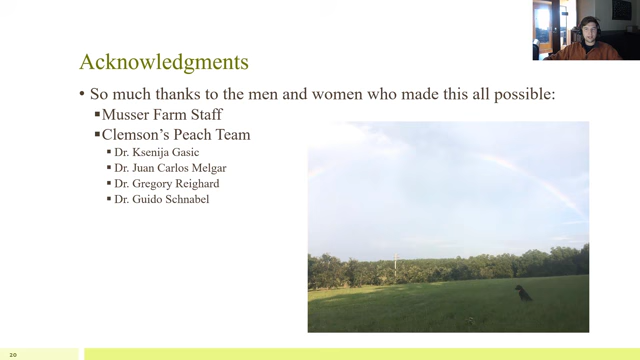 Acknowledgments
• So much thanks to the men and women who made this all possible:
▪Musser Farm Staff
▪Clemson’s Peach Team
▪ Dr. Ksenija Gasic
▪ Dr. Juan Carlos Melgar
▪ Dr. Gregory Reighard
▪ Dr. Guido Schnabel
20